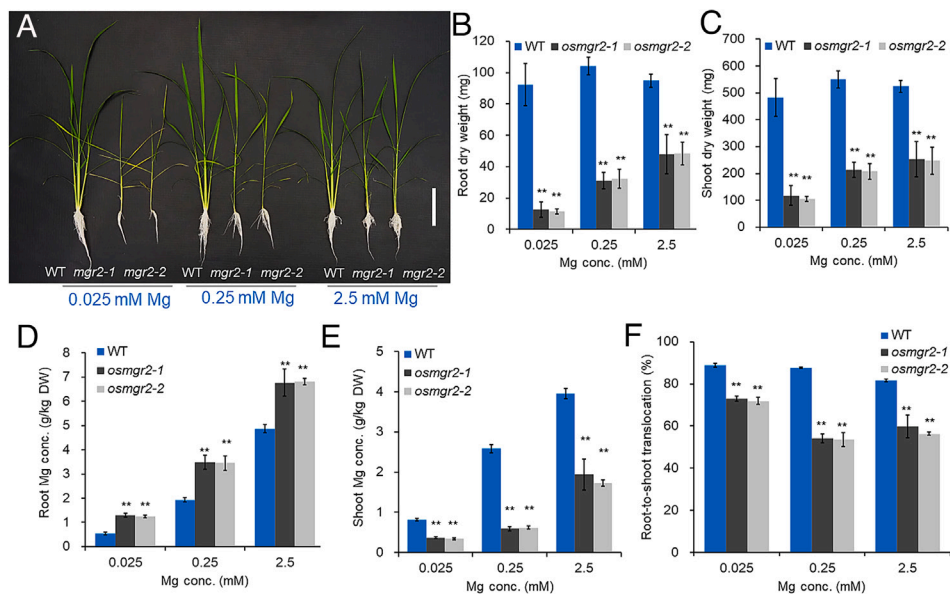 A
WT mgr2-1 mgr2-2 WT mgr2-1 mgr2-2 WT mgr2-1 mgr2-2
0.025 mM Mg 0.25 mM Mg 2.5 mM Mg
B
WT osmgr2-1 osmgr2-2
Root dry weight (mg)
120
100
80
60
40
20
0
** ** ** ** ** **
0.025 0.25 2.5
Mg conc. (mM)
C
WT osmgr2-1 osmgr2-2
Shoot dry weight (mg)
700
600
500
400
300
200
100
0
** ** ** ** ** **
0.025 0.25 2.5
Mg conc. (mM)
D
WT
osmgr2-1
osmgr2-2
Root Mg conc. (g/kg DW)
8
7
6
5
4
3
2
1
0
** ** ** ** ** **
0.025 0.25 2.5
Mg conc. (mM)
E
WT
osmgr2-1
osmgr2-2
Shoot Mg conc. (g/kg DW)
5
4
3
2
1
0
** ** ** ** ** **
0.025 0.25 2.5
Mg conc. (mM)
F
WT
osmgr2-1
osmgr2-2
Root-to-shoot translocation (%)
100
80
60
40
20
0
** ** ** ** ** **
0.025 0.25 2.5
Mg conc. (mM)